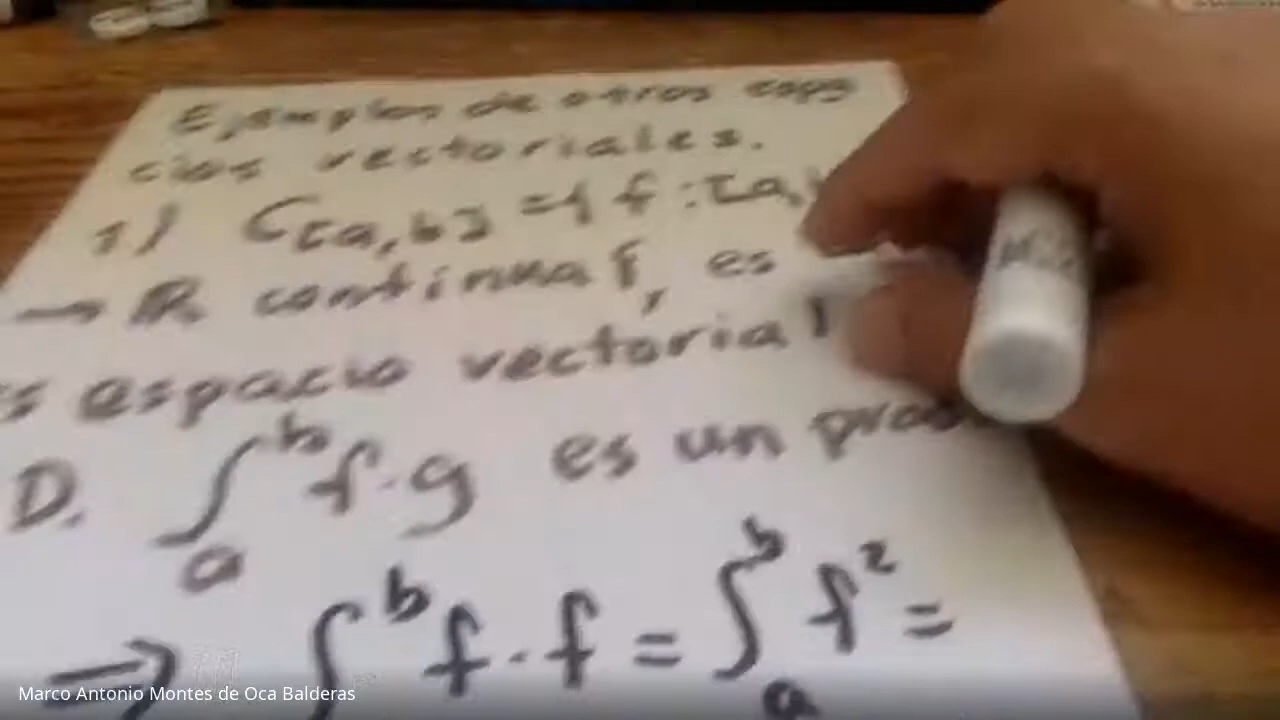 Ejemplos de otros espa
cios vectoriales.
1) C[a,b] = { f : [a,
→ ℝ continua }, es
es espacio vectorial
D. ∫ₐᵇ f·g es un prod
⇒ ∫ᵇ f·f = ∫ₐᵇ f² =
Marco Antonio Montes de Oca Balderas